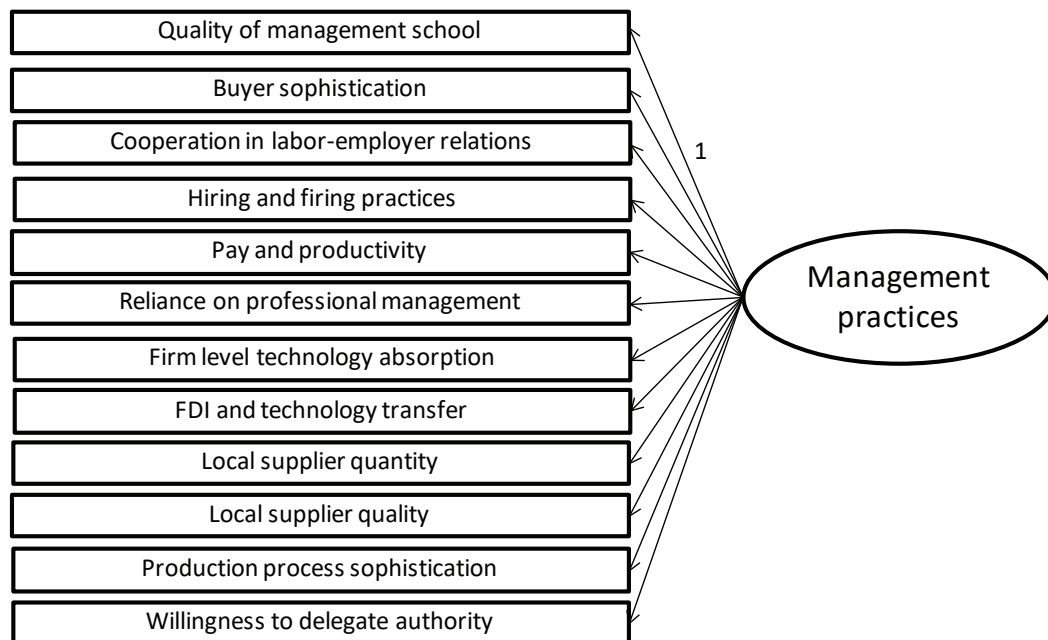 Quality of management school
Buyer sophistication
Cooperation in labor-employer relations
1
Hiring and firing practices
Pay and productivity
Reliance on professional management
Management
practices
Firm level technology absorption
FDI and technology transfer
Local supplier quantity
Local supplier quality
Production process sophistication
Willingness to delegate authority